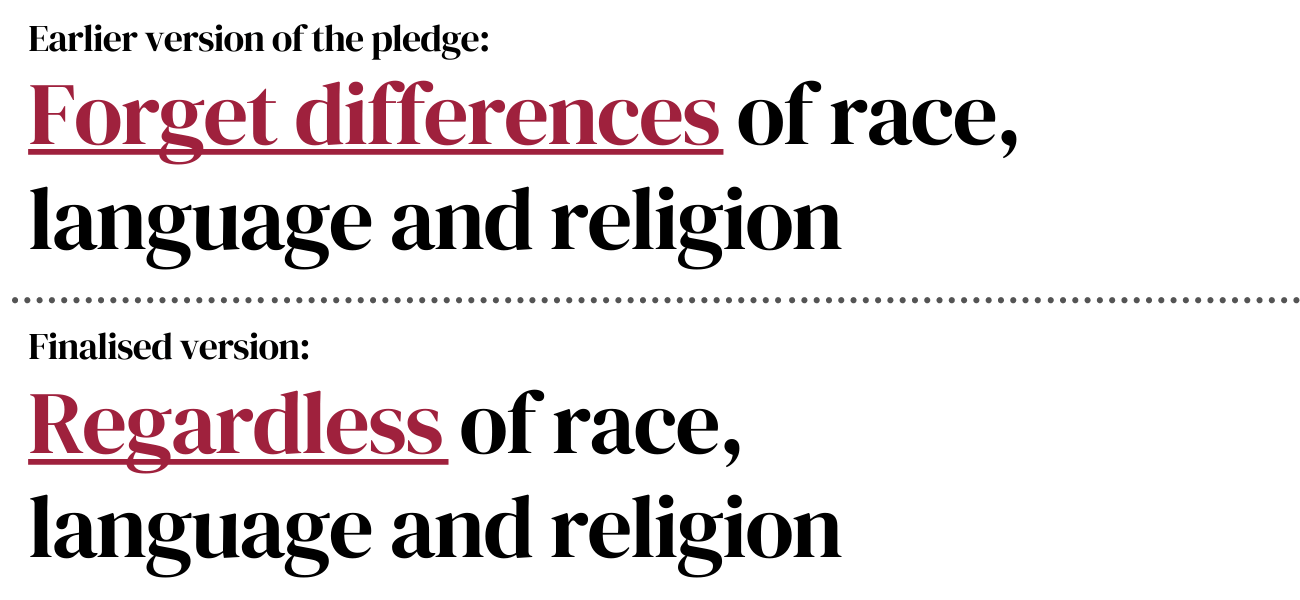 Earlier version of the pledge:
Forget differences of race,
language and religion
Finalised version:
Regardless of race,
language and religion